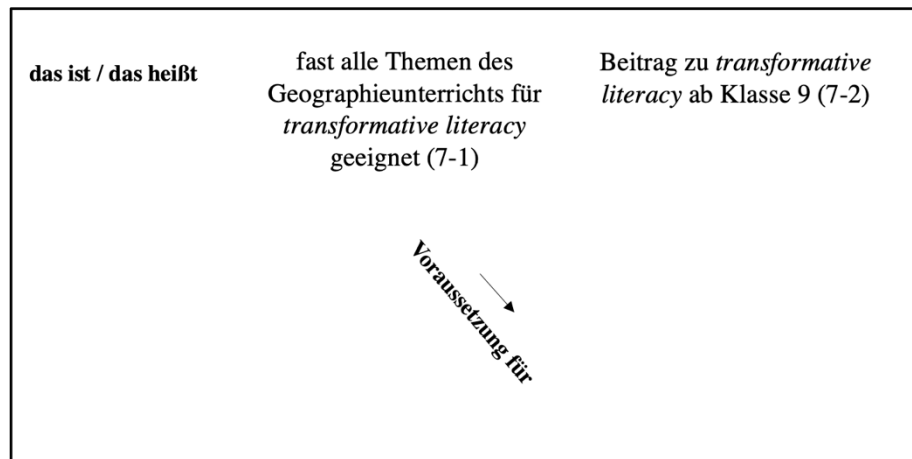 das ist / das heißt
fast alle Themen des
Geographieunterrichts für
transformative literacy
geeignet (7-1)
Beitrag zu transformative
literacy ab Klasse 9 (7-2)
Voraussetzung für